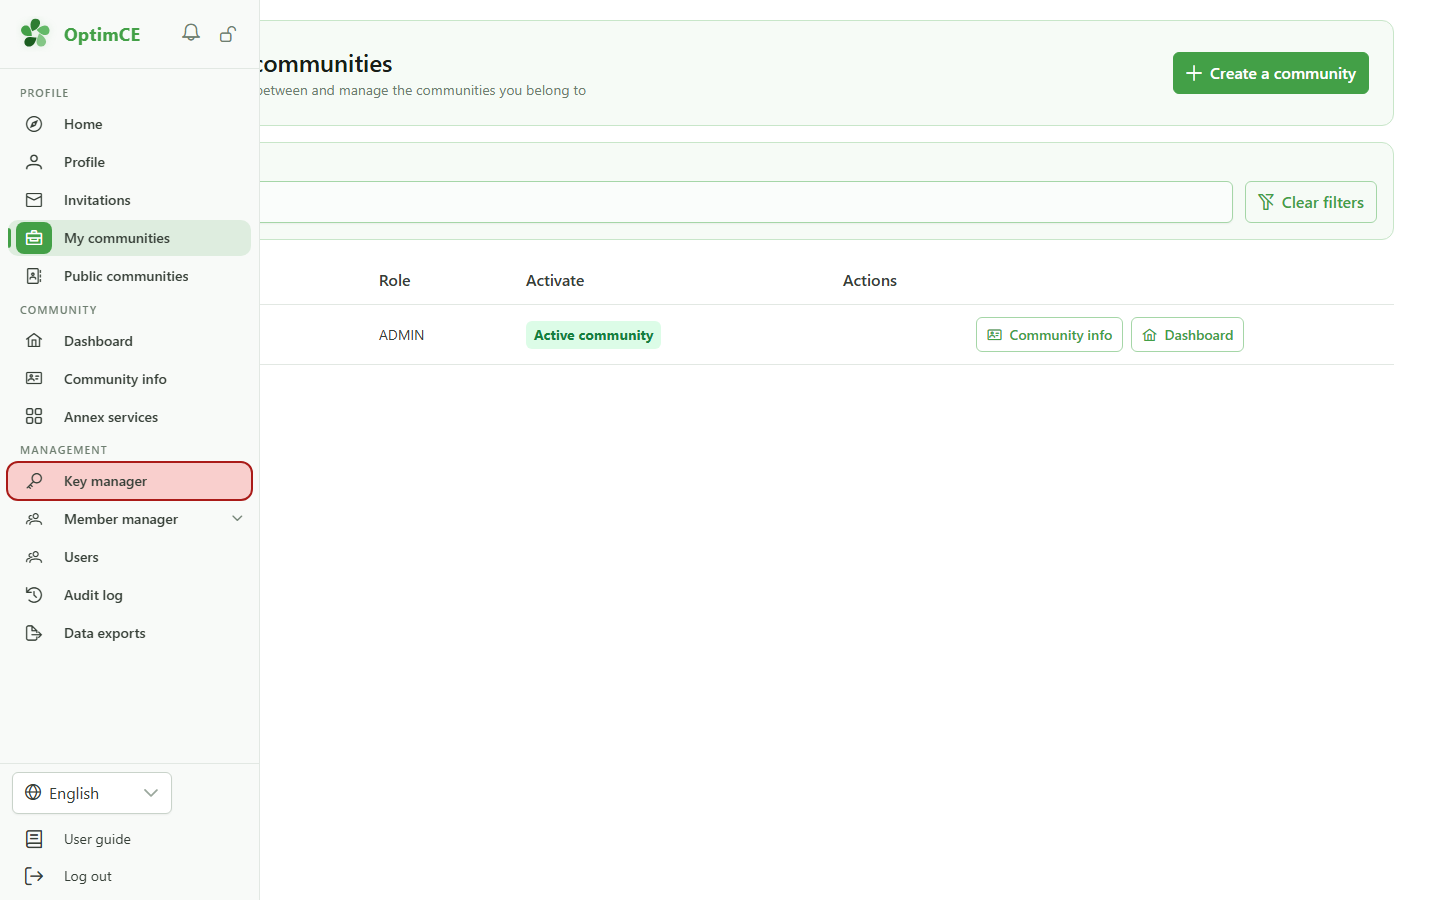 OptimCE
PROFILE
Home
Profile
Invitations
My communities
Public communities
COMMUNITY
Dashboard
Community info
Annex services
MANAGEMENT
Key manager
Member manager
Users
Audit log
Data exports
English
User guide
Log out
communities
between and manage the communities you belong to
Create a community
Clear filters
Role Activate Actions
ADMIN Active community Community info Dashboard